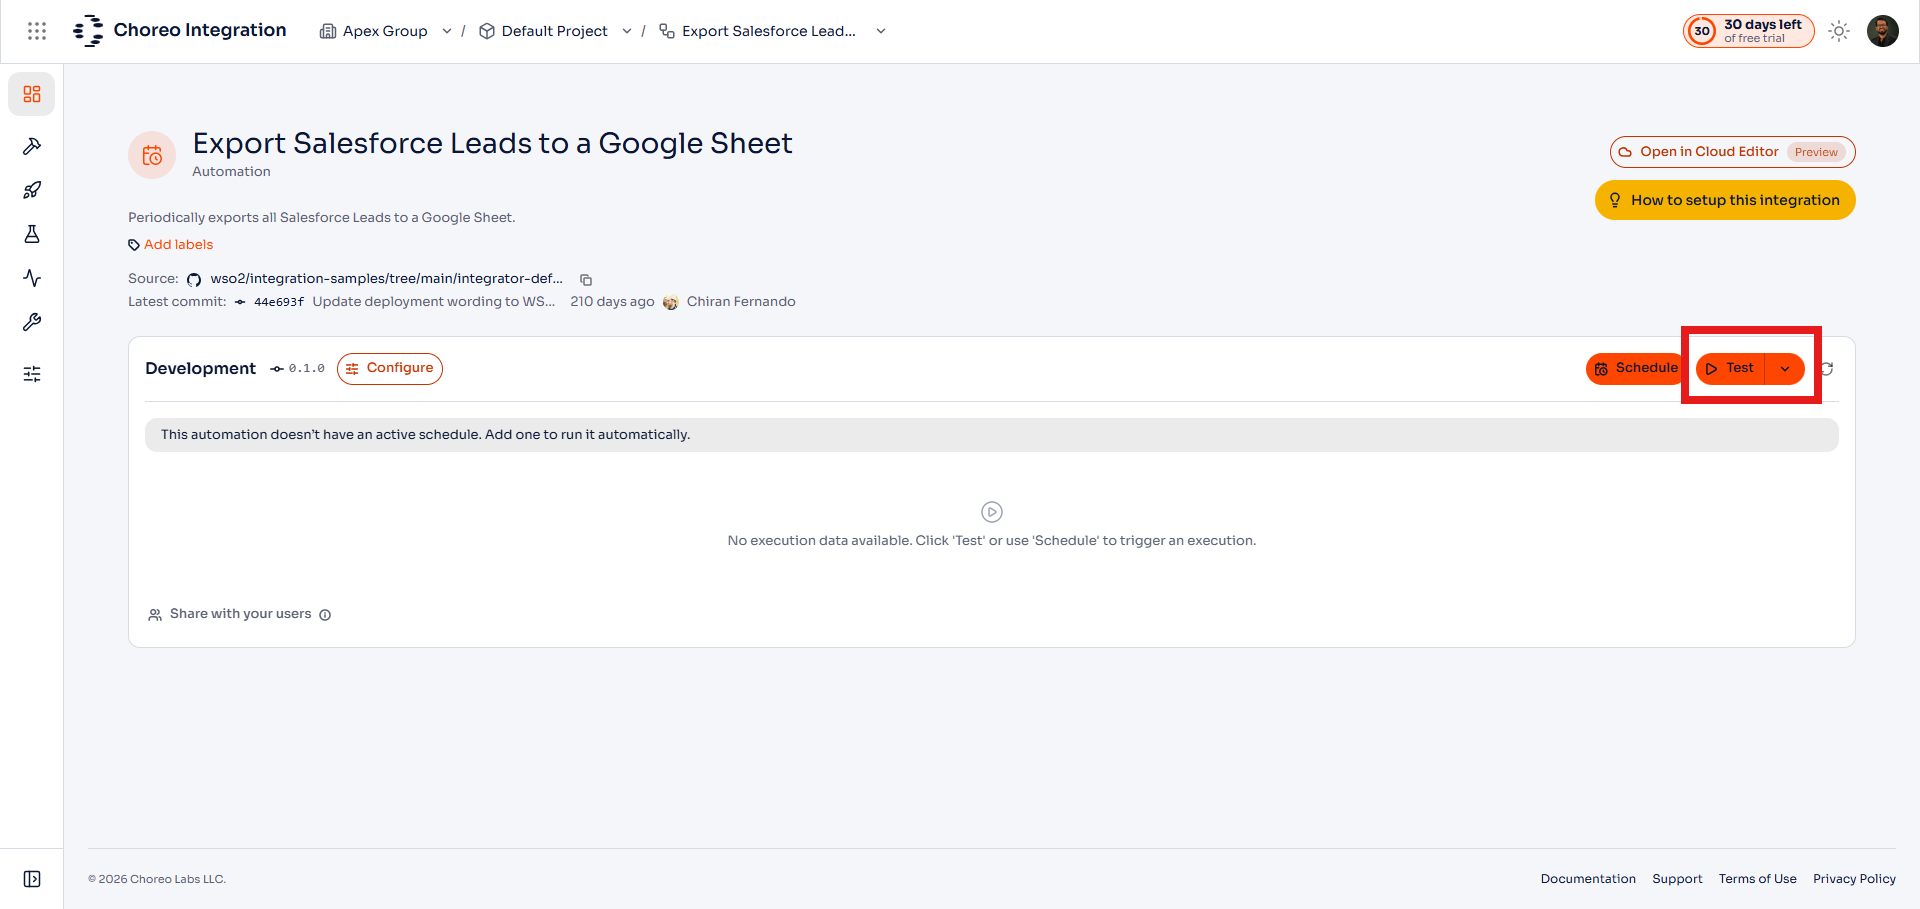 Choreo Integration
Apex Group / Default Project / Export Salesforce Lead...
30
30 days left
of free trial
Export Salesforce Leads to a Google Sheet
Automation
Open in Cloud Editor Preview
How to setup this integration
Periodically exports all Salesforce Leads to a Google Sheet.
Add labels
Source: wso2/integration-samples/tree/main/integrator-def...
Latest commit: 44e693f Update deployment wording to WS... 210 days ago Chiran Fernando
Development 0.1.0 Configure
Schedule Test
This automation doesn't have an active schedule. Add one to run it automatically.
No execution data available. Click 'Test' or use 'Schedule' to trigger an execution.
Share with your users
© 2026 Choreo Labs LLC.
Documentation Support Terms of Use Privacy Policy